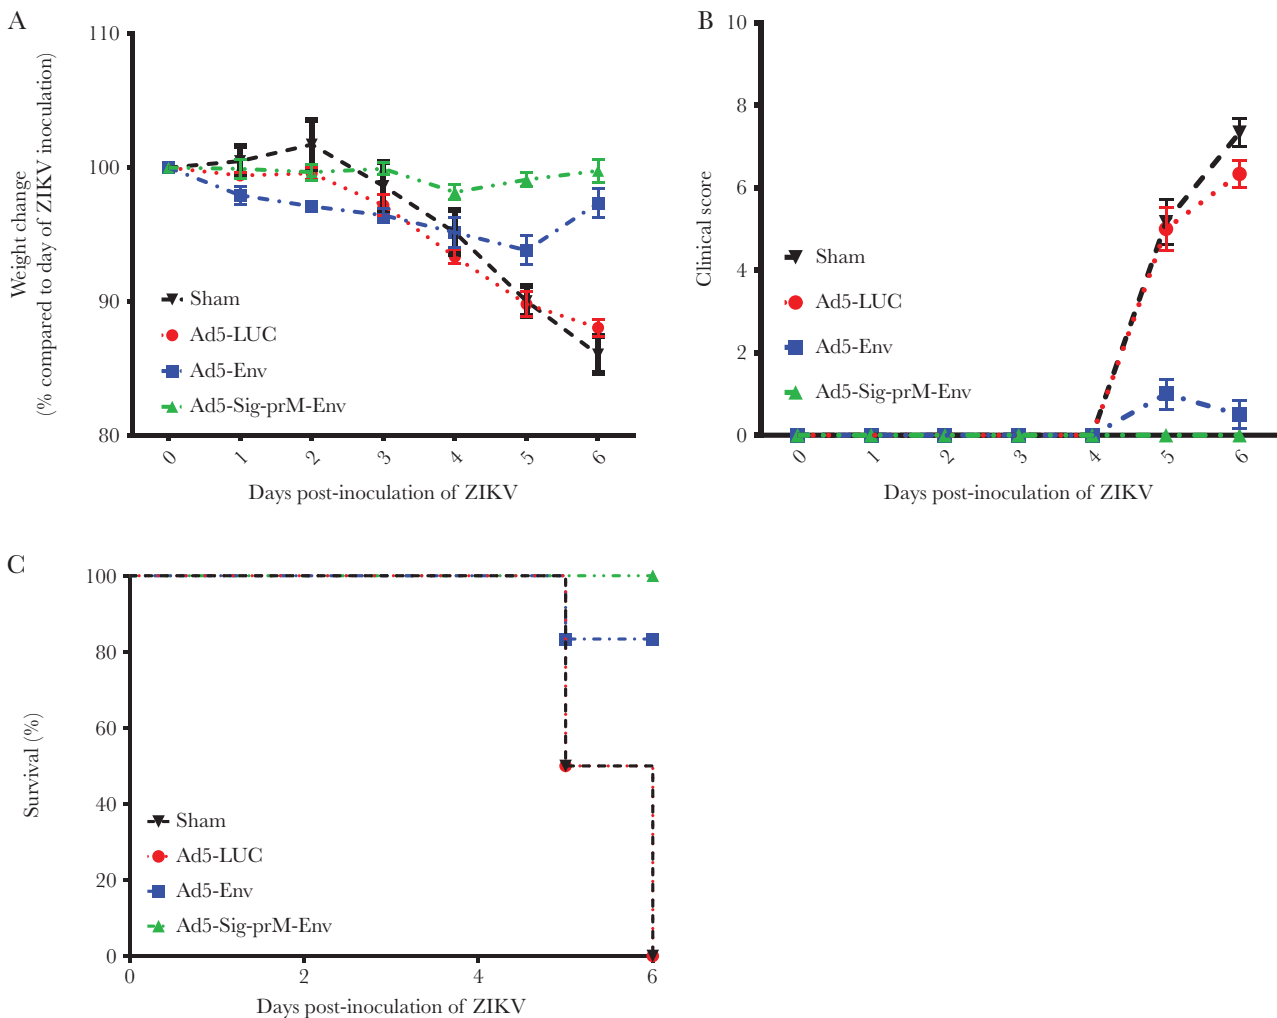 A
Weight change
(% compared to day of ZIKV inoculation)
110
100
90
80
Sham
Ad5-LUC
Ad5-Env
Ad5-Sig-prM-Env
0 1 2 3 4 5 6
Days post-inoculation of ZIKV
B
Clinical score
10
8
6
4
2
0
Sham
Ad5-LUC
Ad5-Env
Ad5-Sig-prM-Env
0 1 2 3 4 5 6
Days post-inoculation of ZIKV
C
Survival (%)
100
80
60
40
20
0
Sham
Ad5-LUC
Ad5-Env
Ad5-Sig-prM-Env
0 2 4 6
Days post-inoculation of ZIKV